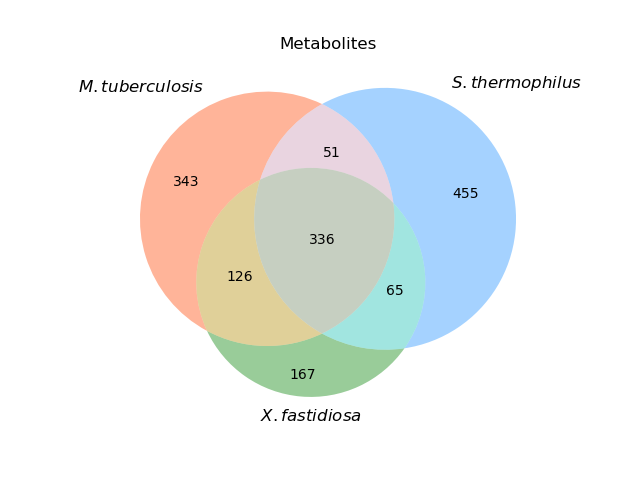 Metabolites
M. tuberculosis
S. thermophilus
51
343
455
336
126
65
167
X. fastidiosa